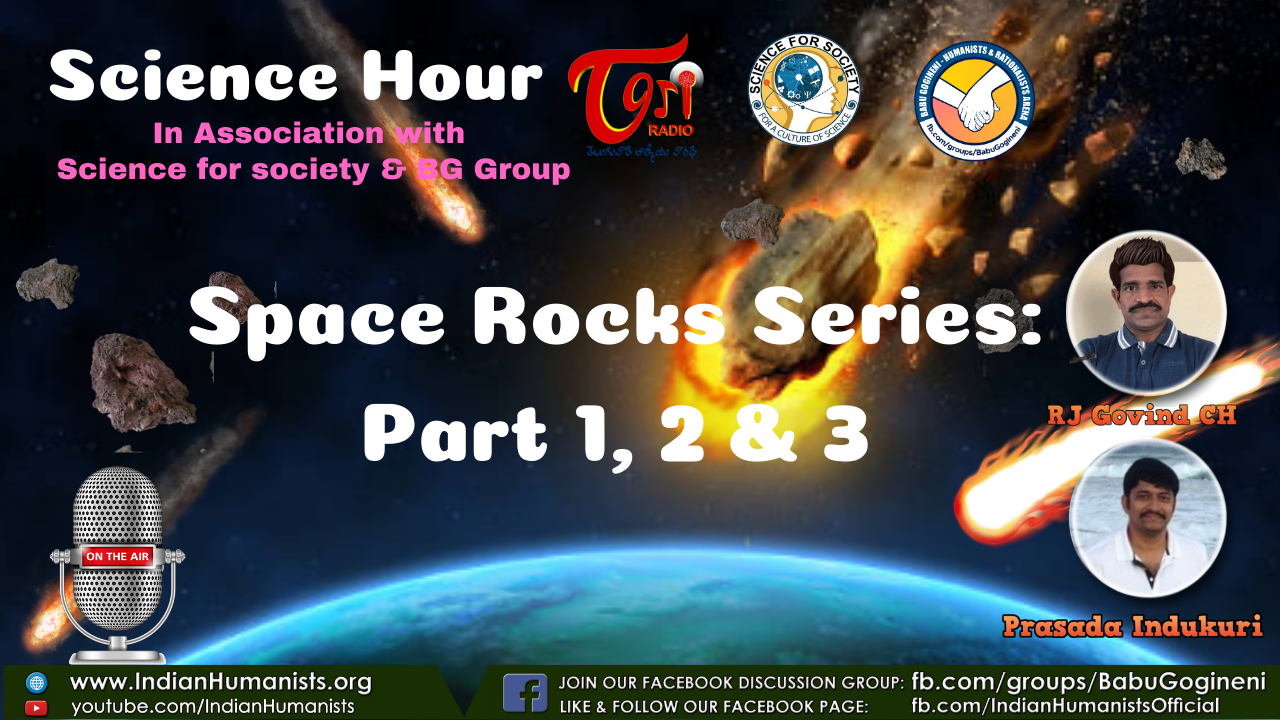 Science Hour
In Association with
Science for society & BG Group
TORi
RADIO
తెలుగువారి ఆత్మీయ వారధి
SCIENCE FOR SOCIETY
FOR A CULTURE OF SCIENCE
BABU GOGINENI - HUMANISTS & RATIONALISTS ARENA
fb.com/groups/BabuGogineni
Space Rocks Series:
Part 1, 2 & 3
RJ Govind CH
Prasada Indukuri
ON THE AIR
www.IndianHumanists.org
youtube.com/IndianHumanists
JOIN OUR FACEBOOK DISCUSSION GROUP: fb.com/groups/BabuGogineni
LIKE & FOLLOW OUR FACEBOOK PAGE: fb.com/IndianHumanistsOfficial